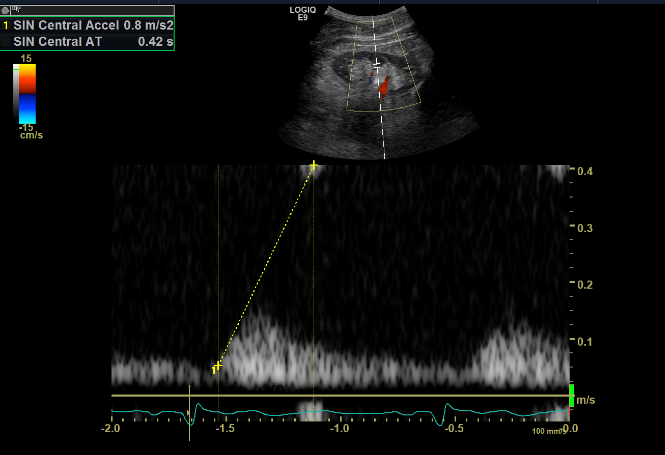 LOGIQ
E9
1 SIN Central Accel 0.8 m/s2
SIN Central AT 0.42 s
15
-15
cm/s
0.4
0.3
0.2
0.1
1
m/s
-2.0 -1.5 -1.0 -0.5 0.0
100 mm/s